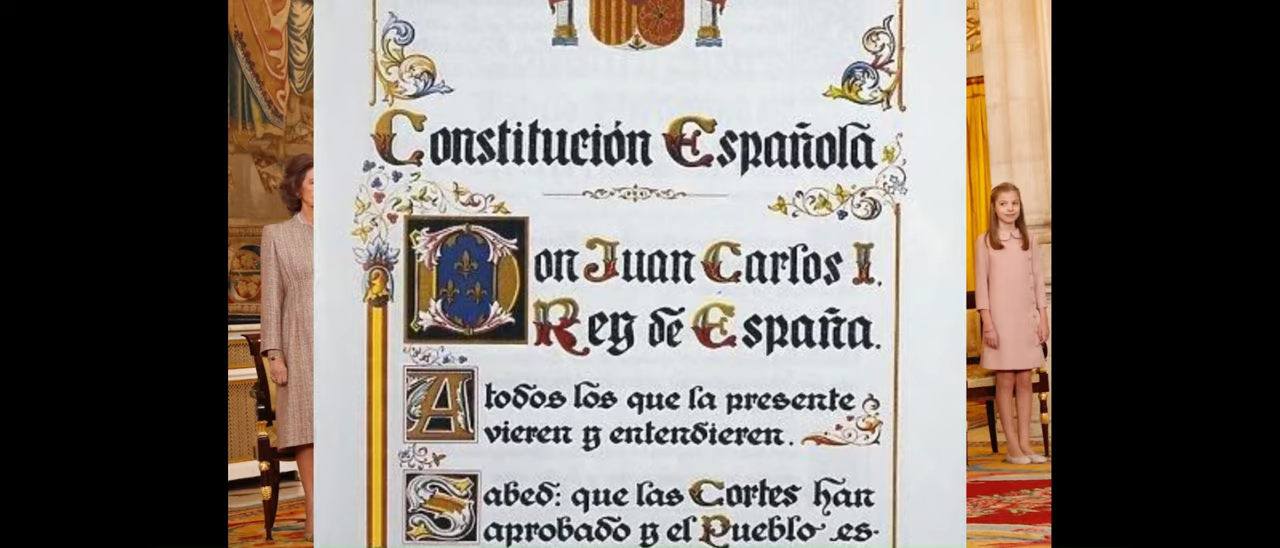 Constitución Española
Don Juan Carlos I.
Rey de España.
A todos los que la presente
vieren y entendieren.
Sabed: que las Cortes han
aprobado y el Pueblo es-